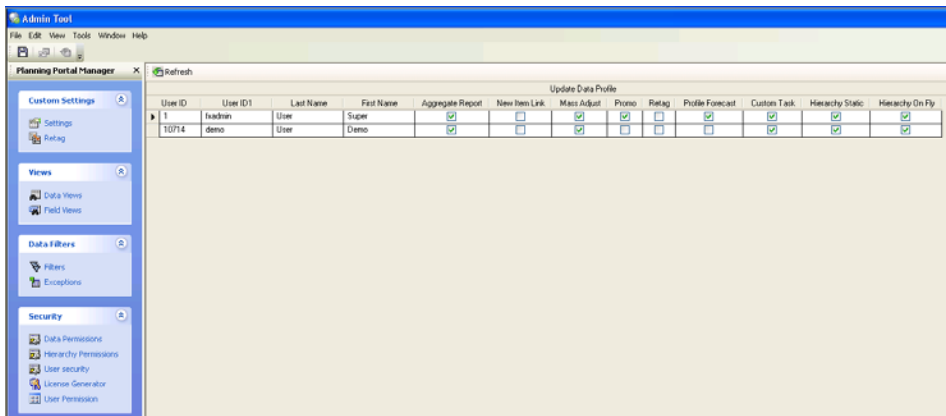 Admin Tool
File Edit View Tools Window Help
Planning Portal Manager
Refresh
Update Data Profile
User ID User ID1 Last Name First Name Aggregate Report New Item Link Mass Adjust Promo Retag Profile Forecast Custom Task Hierarchy Static Hierarchy On Fly
1 fxadmin User Super
10714 demo User Demo
Custom Settings
Settings
Retag
Views
Data Views
Field Views
Data Filters
Filters
Exceptions
Security
Data Permissions
Hierarchy Permissions
User security
License Generator
User Permission